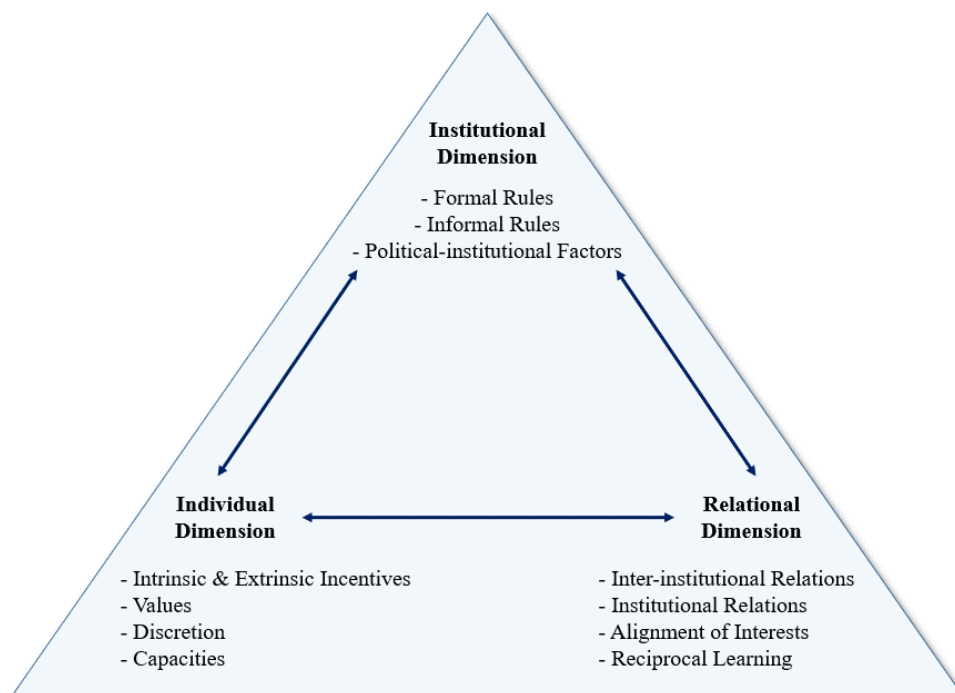 Institutional
Dimension
- Formal Rules
- Informal Rules
- Political-institutional Factors
Individual
Dimension
- Intrinsic & Extrinsic Incentives
- Values
- Discretion
- Capacities
Relational
Dimension
- Inter-institutional Relations
- Institutional Relations
- Alignment of Interests
- Reciprocal Learning